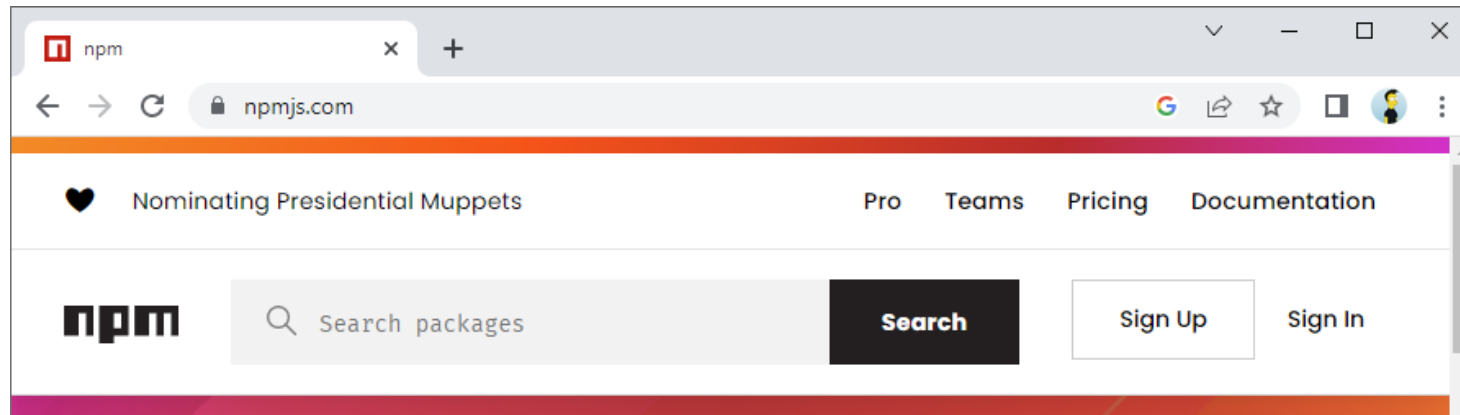 npm
npmjs.com
Nominating Presidential Muppets Pro Teams Pricing Documentation
npm Search packages Search Sign Up Sign In